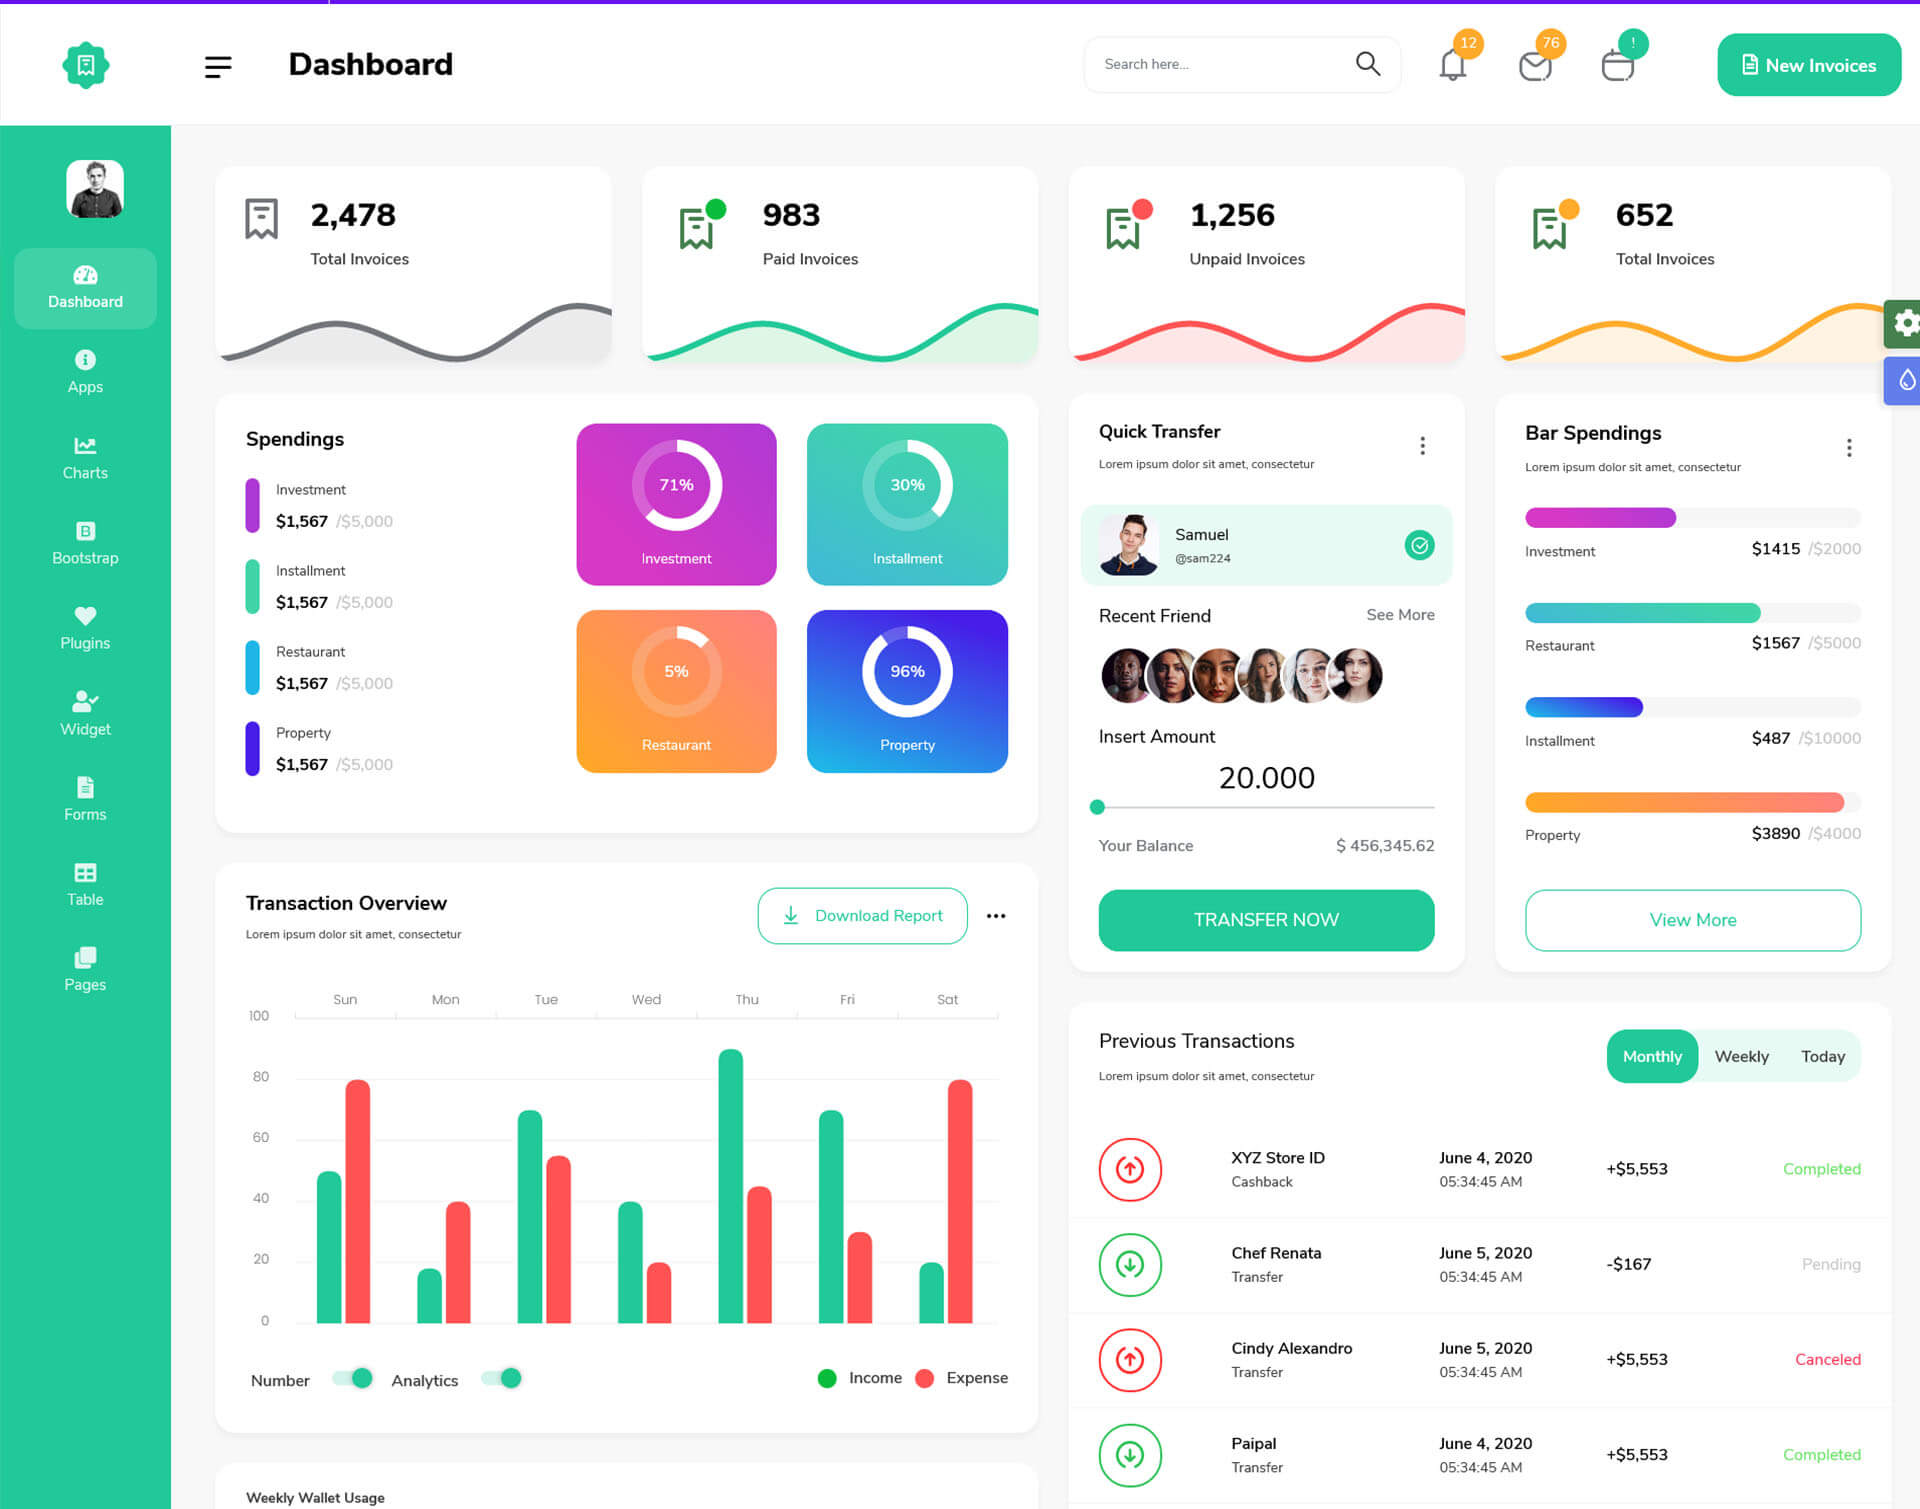 Dashboard
Search here...
12
76
!
New Invoices
Dashboard
Apps
Charts
Bootstrap
Plugins
Widget
Forms
Table
Pages
2,478
Total Invoices
983
Paid Invoices
1,256
Unpaid Invoices
652
Total Invoices
Spendings
Investment
$1,567 /$5,000
Installment
$1,567 /$5,000
Restaurant
$1,567 /$5,000
Property
$1,567 /$5,000
71%
Investment
30%
Installment
5%
Restaurant
96%
Property
Quick Transfer
Lorem ipsum dolor sit amet, consectetur
Samuel
@sam224
Recent Friend See More
Insert Amount
20.000
Your Balance $ 456,345.62
TRANSFER NOW
Bar Spendings
Lorem ipsum dolor sit amet, consectetur
Investment $1415 /$2000
Restaurant $1567 /$5000
Installment $487 /$10000
Property $3890 /$4000
View More
Transaction Overview
Lorem ipsum dolor sit amet, consectetur
Download Report
Sun Mon Tue Wed Thu Fri Sat
100
80
60
40
20
0
Number Analytics Income Expense
Previous Transactions
Lorem ipsum dolor sit amet, consectetur
Monthly Weekly Today
XYZ Store ID June 4, 2020 +$5,553 Completed
Cashback 05:34:45 AM
Chef Renata June 5, 2020 -$167 Pending
Transfer 05:34:45 AM
Cindy Alexandro June 5, 2020 +$5,553 Canceled
Transfer 05:34:45 AM
Paipal June 4, 2020 +$5,553 Completed
Transfer 05:34:45 AM
Weekly Wallet Usage